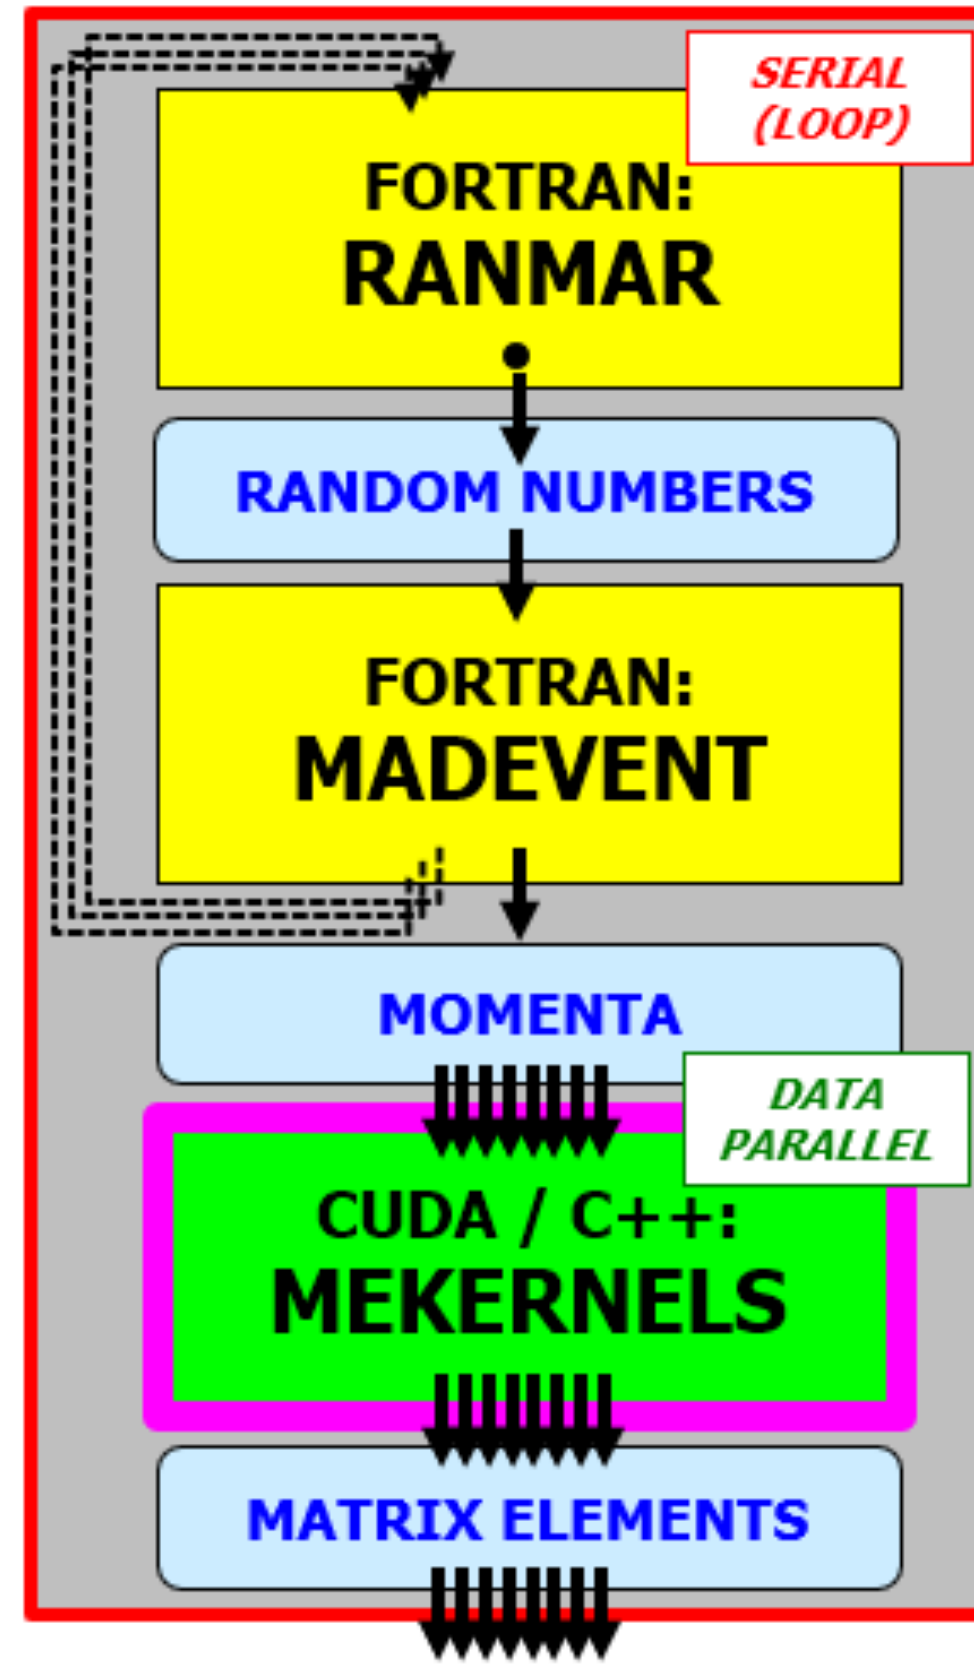 SERIAL
(LOOP)
FORTRAN:
RANMAR
RANDOM NUMBERS
FORTRAN:
MADEVENT
MOMENTA
DATA
PARALLEL
CUDA / C++:
MEKERNELS
MATRIX ELEMENTS